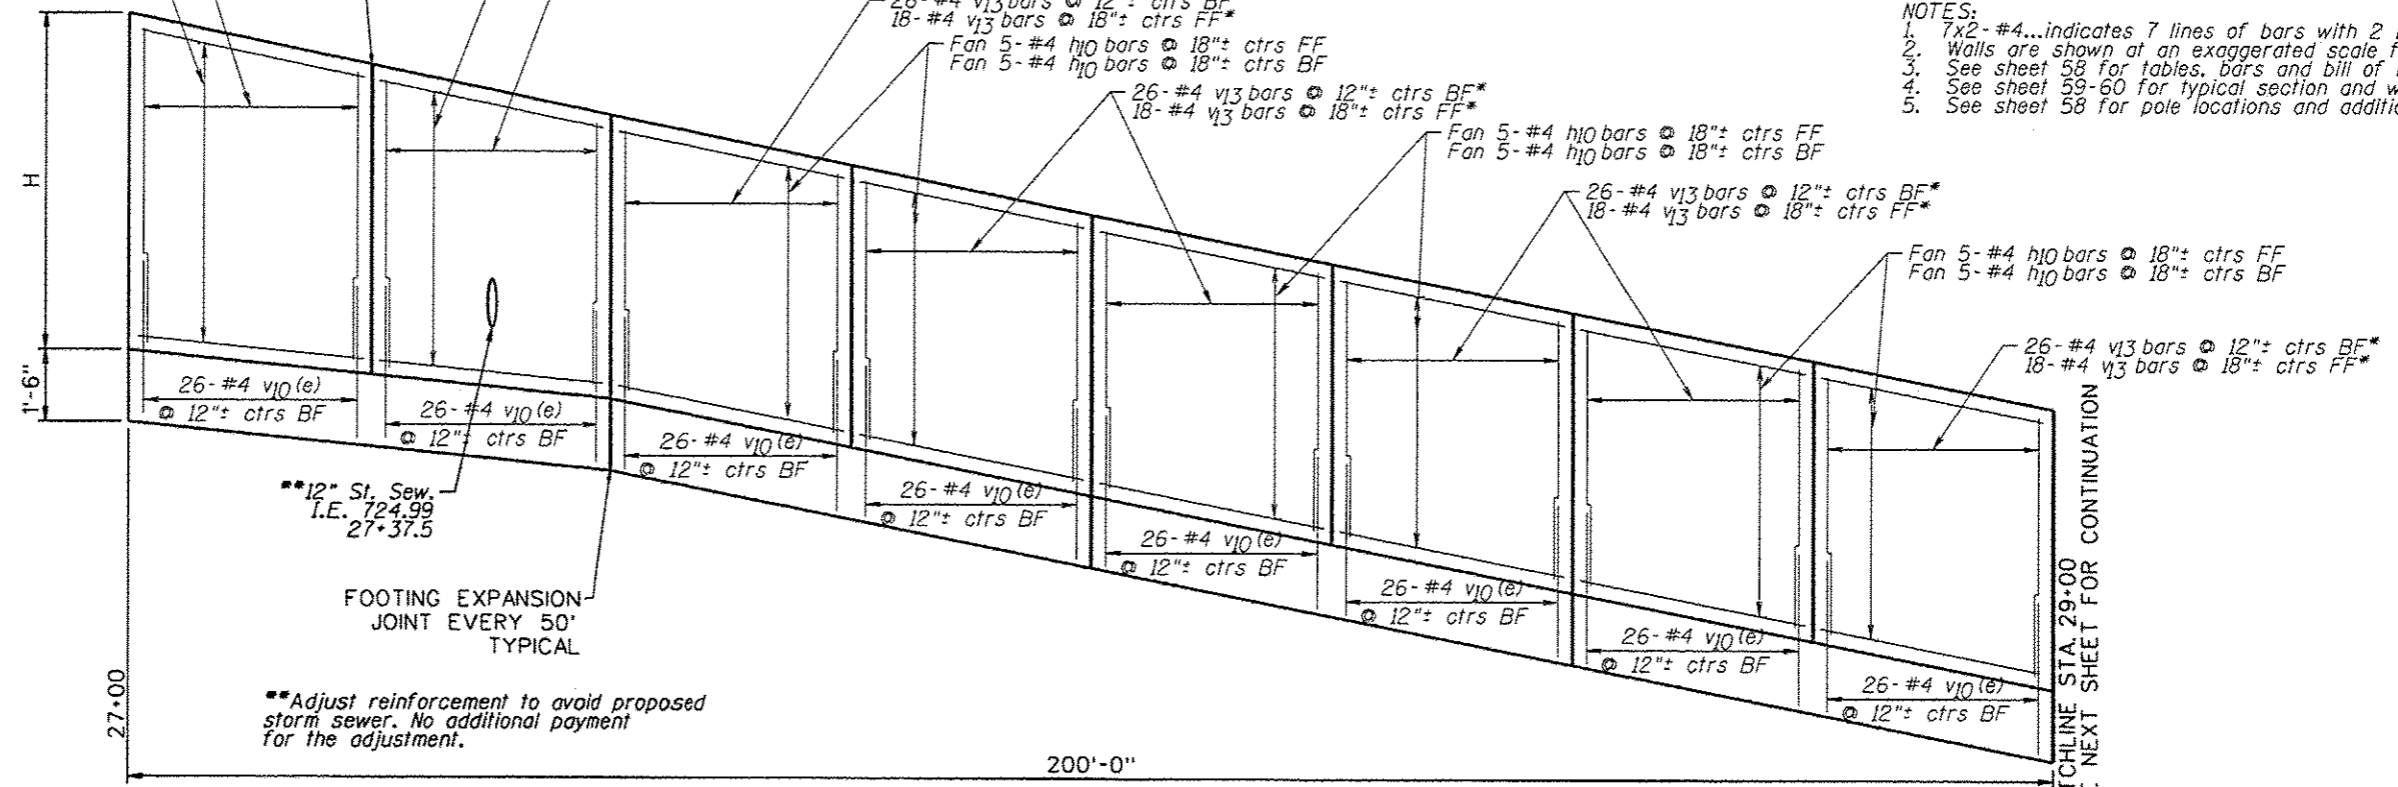 26-#4 v13 bars @ 12"± ctrs BF*
18-#4 v13 bars @ 18"± ctrs FF*
Fan 5-#4 h10 bars @ 18"± ctrs FF
Fan 5-#4 h10 bars @ 18"± ctrs BF
26-#4 v13 bars @ 12"± ctrs BF*
18-#4 v13 bars @ 18"± ctrs FF*
Fan 5-#4 h10 bars @ 18"± ctrs FF
Fan 5-#4 h10 bars @ 18"± ctrs BF
26-#4 v13 bars @ 12"± ctrs BF*
18-#4 v13 bars @ 18"± ctrs FF*
Fan 5-#4 h10 bars @ 18"± ctrs FF
Fan 5-#4 h10 bars @ 18"± ctrs BF
26-#4 v13 bars @ 12"± ctrs BF*
18-#4 v13 bars @ 18"± ctrs FF*
NOTES:
1. 7x2-#4...indicates 7 lines of bars with 2
2. Walls are shown at an exaggerated scale
3. See sheet 58 for tables, bars and bill of
4. See sheet 59-60 for typical section and
5. See sheet 58 for pole locations and
H
1'-6"
26-#4 v10(e)
@ 12"± ctrs BF
26-#4 v10(e)
@ 12"± ctrs BF
26-#4 v10(e)
@ 12"± ctrs BF
26-#4 v10(e)
@ 12"± ctrs BF
26-#4 v10(e)
@ 12"± ctrs BF
26-#4 v10(e)
@ 12"± ctrs BF
26-#4 v10(e)
@ 12"± ctrs BF
26-#4 v10(e)
@ 12"± ctrs BF
**12" St. Sew.
I.E. 724.99
27+37.5
FOOTING EXPANSION
JOINT EVERY 50'
TYPICAL
**Adjust reinforcement to avoid proposed
storm sewer. No additional payment
for the adjustment.
27+00
200'-0"
STA. 29+00
NEXT SHEET FOR CONTINUATION